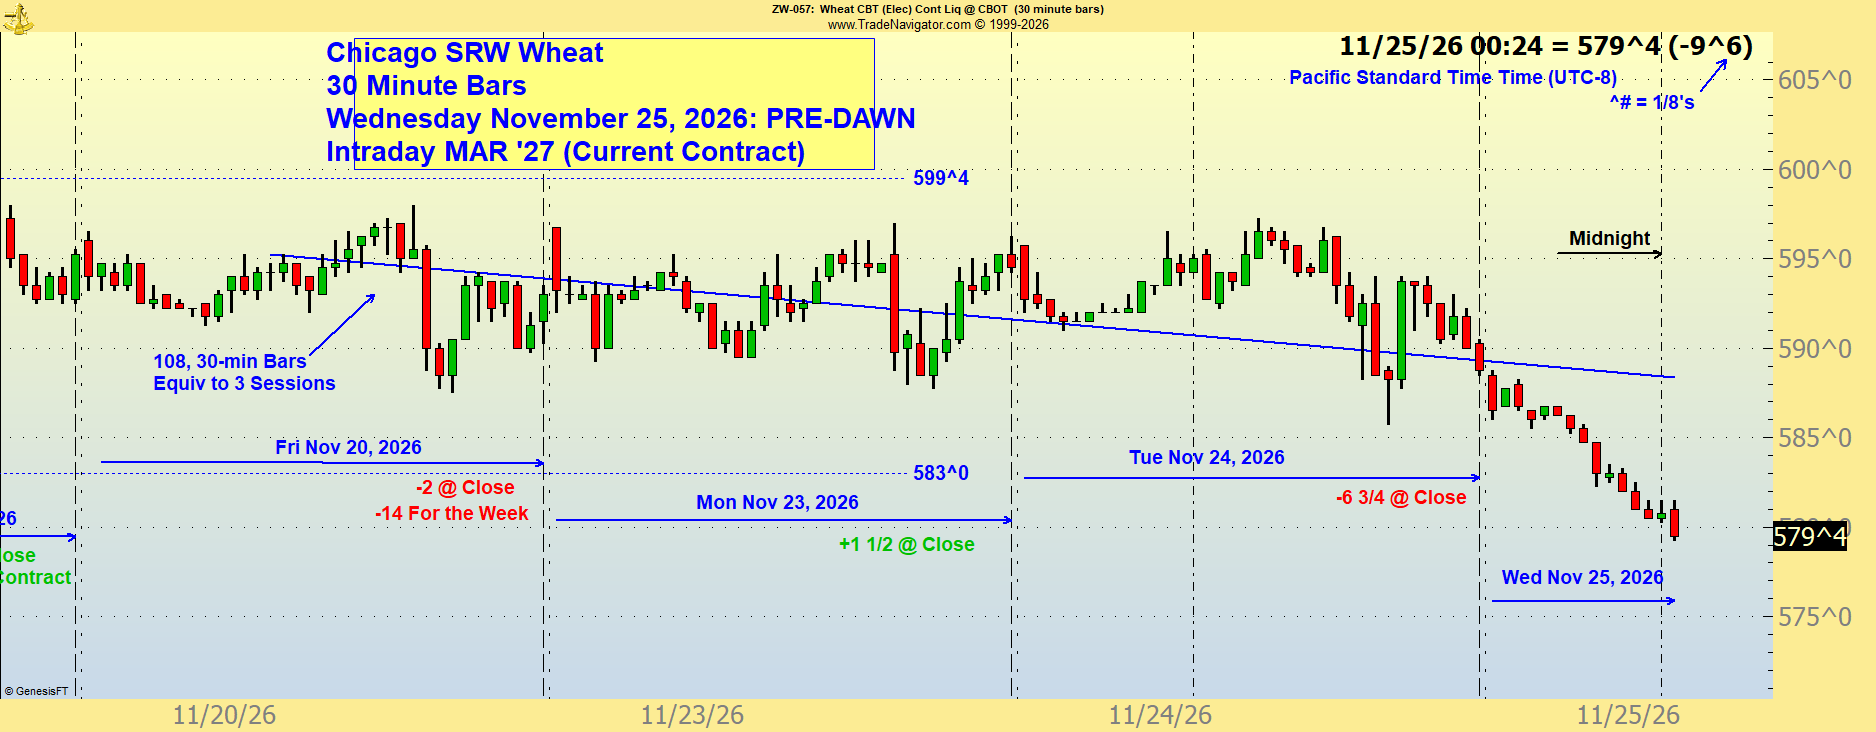 ZW-057:  Wheat CBT (Elec) Cont Liq @ CBOT  (30 minute bars)
www.TradeNavigator.com © 1999-2026
Chicago SRW Wheat
30 Minute Bars
Wednesday November 25, 2026: PRE-DAWN
Intraday MAR '27 (Current Contract)
11/25/26 00:24 = 579^4 (-9^6)
Pacific Standard Time Time (UTC-8)
^# = 1/8's
605^0
600^0
599^4
Midnight
595^0
590^0
108, 30-min Bars
Equiv to 3 Sessions
585^0
Fri Nov 20, 2026
Tue Nov 24, 2026
583^0
-2 @ Close
-14 For the Week
Mon Nov 23, 2026
-6 3/4 @ Close
26
+1 1/2 @ Close
579^4
ose
Contract
Wed Nov 25, 2026
575^0
© GenesisFT
11/20/26
11/23/26
11/24/26
11/25/26